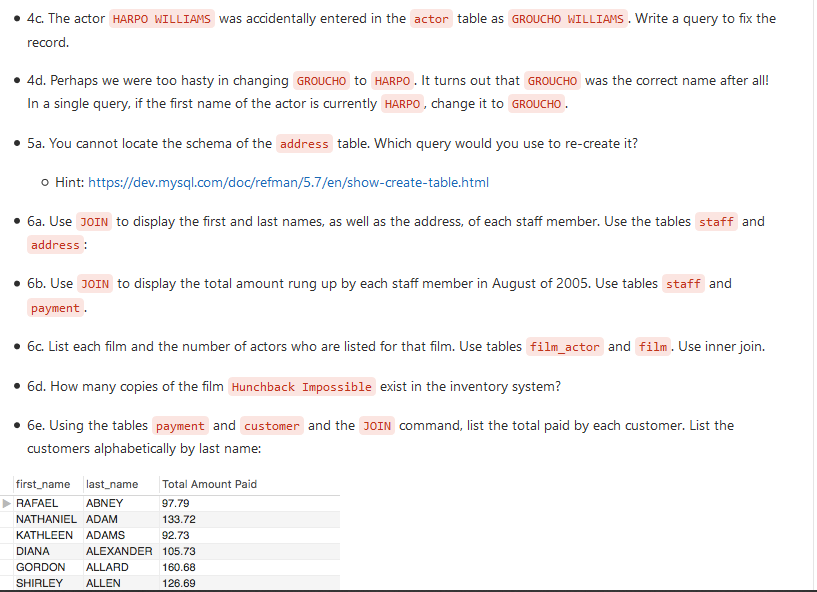 4c. The actor HARPO WILLIAMS was accidentally entered in the actor table as GROUCHO WILLIAMS. Write a query to fix the
record.
4d. Perhaps we were too hasty in changing GROUCHO to HARPO. It turns out that GROUCHO was the correct name after all!
In a single query, if the first name of the actor is currently HARPO, change it to GROUCHO.
5a. You cannot locate the schema of the address table. Which query would you use to re-create it?
Hint: https://dev.mysql.com/doc/refman/5.7/en/show-create-table.html
6a. Use JOIN to display the first and last names, as well as the address, of each staff member. Use the tables staff and
address:
6b. Use JOIN to display the total amount rung up by each staff member in August of 2005. Use tables staff and
payment.
6c. List each film and the number of actors who are listed for that film. Use tables film_actor and film. Use inner join.
6d. How many copies of the film Hunchback Impossible exist in the inventory system?
6e. Using the tables payment and customer and the JOIN command, list the total paid by each customer. List the
customers alphabetically by last name:
first_name last_name Total Amount Paid
RAFAEL ABNEY 97.79
NATHANIEL ADAM 133.72
KATHLEEN ADAMS 92.73
DIANA ALEXANDER 105.73
GORDON ALLARD 160.68
SHIRLEY ALLEN 126.69